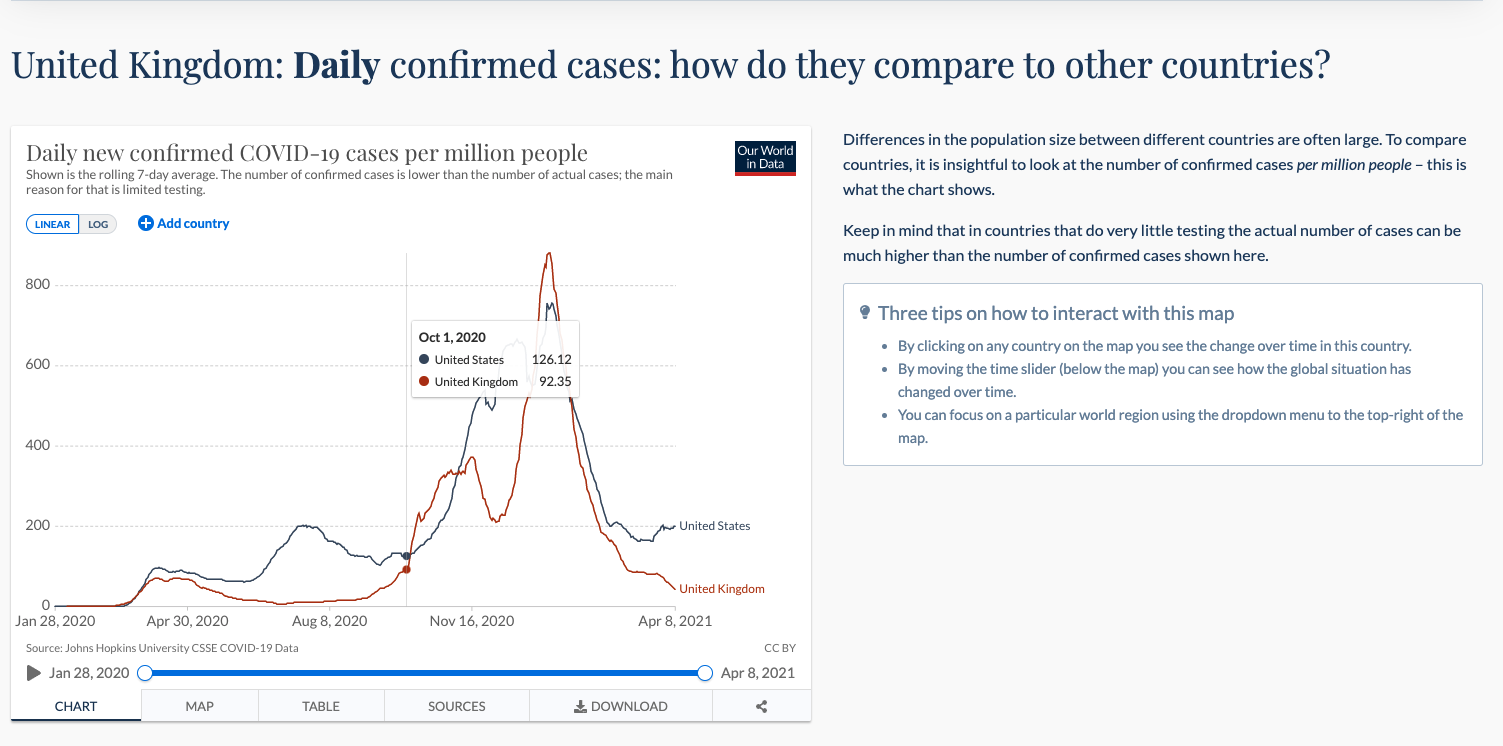 United Kingdom: Daily confirmed cases: how do they compare to other countries?
Daily new confirmed COVID-19 cases per million people
Shown is the rolling 7-day average. The number of confirmed cases is lower than the number of actual cases; the main
reason for that is limited testing.
Our World
in Data
LINEAR LOG
Add country
800
600
400
200
0
Oct 1, 2020
United States 126.12
United Kingdom 92.35
United States
United Kingdom
Jan 28, 2020 Apr 30, 2020 Aug 8, 2020 Nov 16, 2020 Apr 8, 2021
Source: Johns Hopkins University CSSE COVID-19 Data CC BY
Jan 28, 2020 Apr 8, 2021
CHART MAP TABLE SOURCES DOWNLOAD
Differences in the population size between different countries are often large. To compare
countries, it is insightful to look at the number of confirmed cases per million people – this is
what the chart shows.
Keep in mind that in countries that do very little testing the actual number of cases can be
much higher than the number of confirmed cases shown here.
Three tips on how to interact with this map
• By clicking on any country on the map you see the change over time in this country.
• By moving the time slider (below the map) you can see how the global situation has
changed over time.
• You can focus on a particular world region using the dropdown menu to the top-right of the
map.